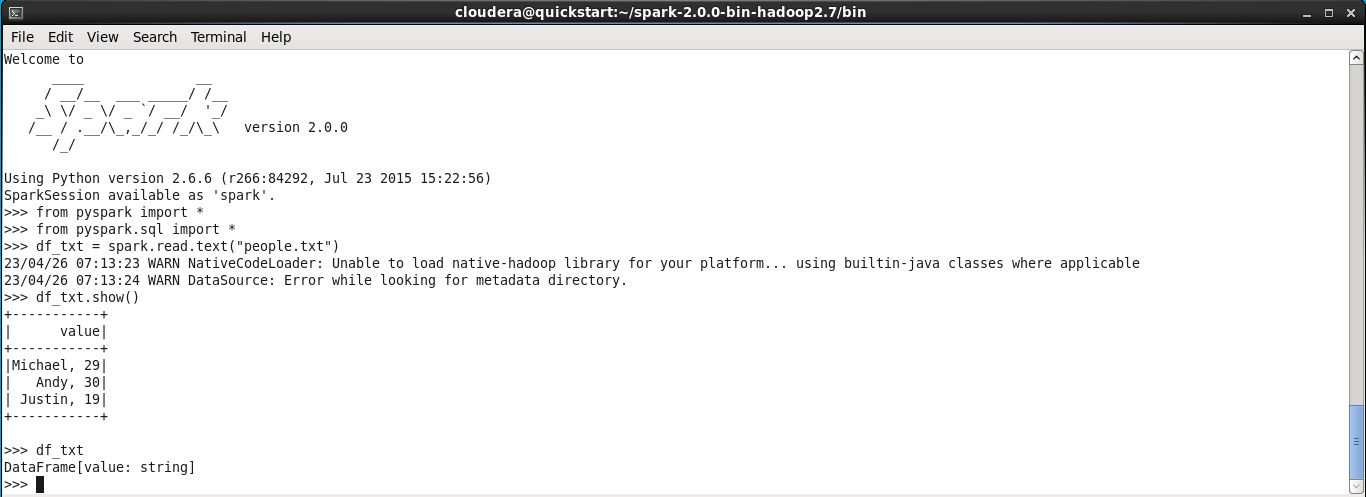 cloudera@quickstart:~/spark-2.0.0-bin-hadoop2.7/bin
File Edit View Search Terminal Help
Welcome to
      ____              __
     / __/__  ___ _____/ /__
    _\ \/ _ \/ _ `/ __/  '_/
   /__ / .__/\_,_/_/ /_/\_\   version 2.0.0
      /_/
Using Python version 2.6.6 (r266:84292, Jul 23 2015 15:22:56)
SparkSession available as 'spark'.
>>> from pyspark import *
>>> from pyspark.sql import *
>>> df_txt = spark.read.text("people.txt")
23/04/26 07:13:23 WARN NativeCodeLoader: Unable to load native-hadoop library for your platform... using builtin-java classes where applicable
23/04/26 07:13:24 WARN DataSource: Error while looking for metadata directory.
>>> df_txt.show()
+-----------+
|      value|
+-----------+
|Michael, 29|
|   Andy, 30|
| Justin, 19|
+-----------+
>>> df_txt
DataFrame[value: string]
>>>